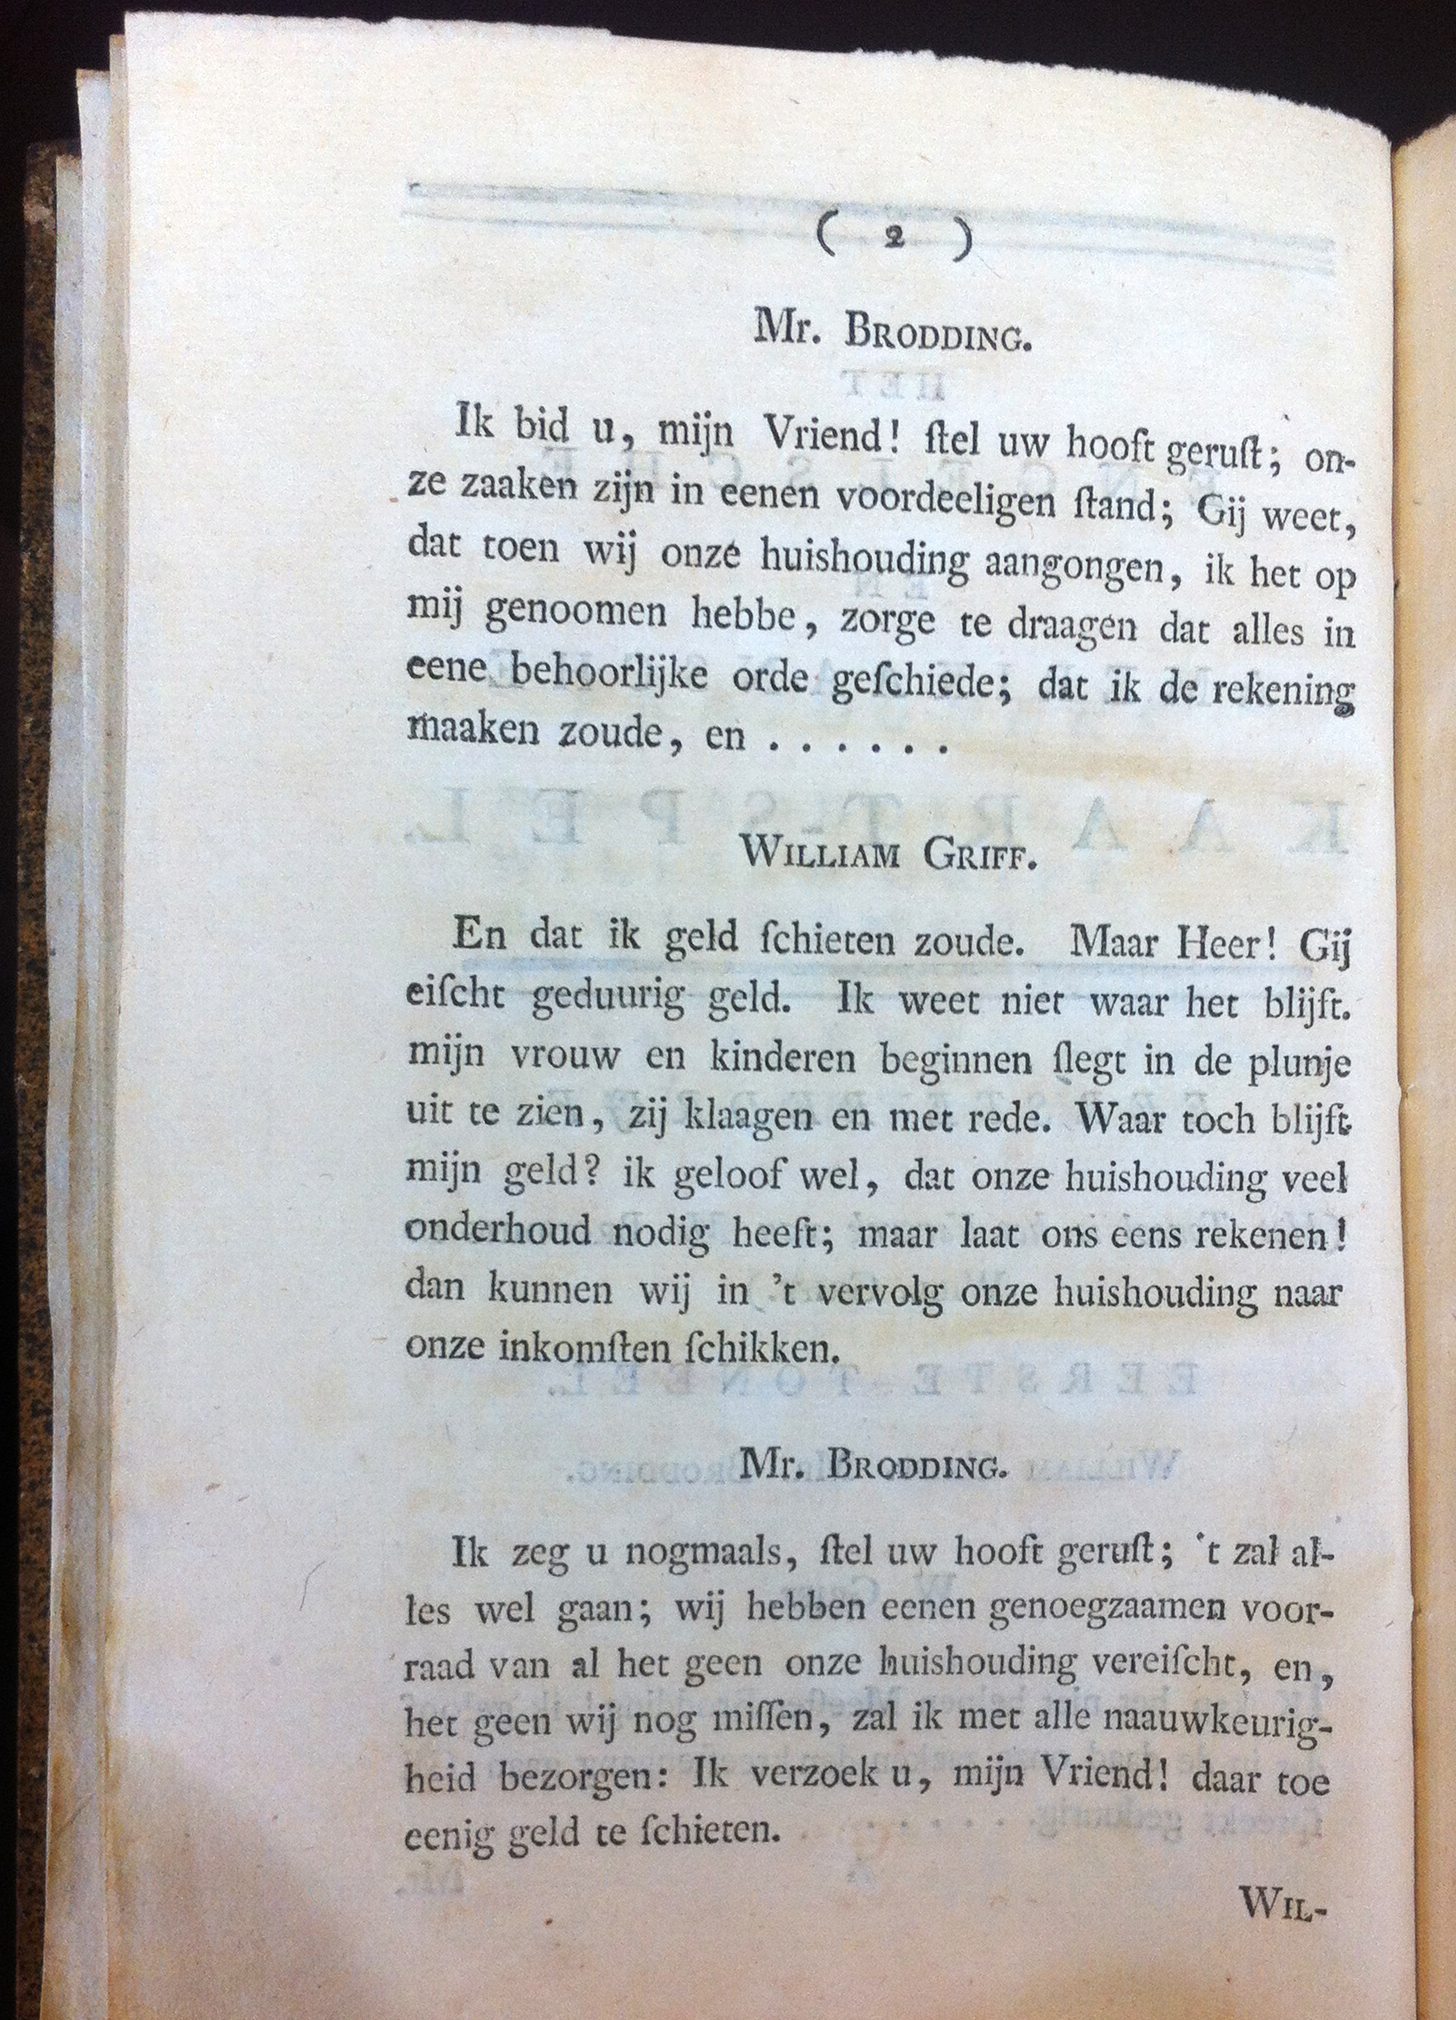 ( 2 )
Mr. BRODDING.
Ik bid u, mijn Vriend! ſtel uw hooft geruſt; on-
ze zaaken zijn in eenen voordeeligen ſtand; Gij weet,
dat toen wij onze huishouding aangongen, ik het op
mij genoomen hebbe, zorge te draagen dat alles in
eene behoorlijke orde geſchiede; dat ik de rekening
maaken zoude, en . . . . . .
WILLIAM GRIFF.
En dat ik geld ſchieten zoude. Maar Heer! Gij
eiſcht geduurig geld. Ik weet niet waar het blijft.
mijn vrouw en kinderen beginnen ſlegt in de plunje
uit te zien, zij klaagen en met rede. Waar toch blijft
mijn geld? ik geloof wel, dat onze huishouding veel
onderhoud nodig heeft; maar laat ons eens rekenen!
dan kunnen wij in 't vervolg onze huishouding naar
onze inkomſten ſchikken.
Mr. BRODDING.
Ik zeg u nogmaals, ſtel uw hooft geruſt; 't zal al-
les wel gaan; wij hebben eenen genoegzaamen voor-
raad van al het geen onze huishouding vereiſcht, en,
het geen wij nog miſſen, zal ik met alle naauwkeurig-
heid bezorgen: Ik verzoek u, mijn Vriend! daar toe
eenig geld te ſchieten.
WIL-